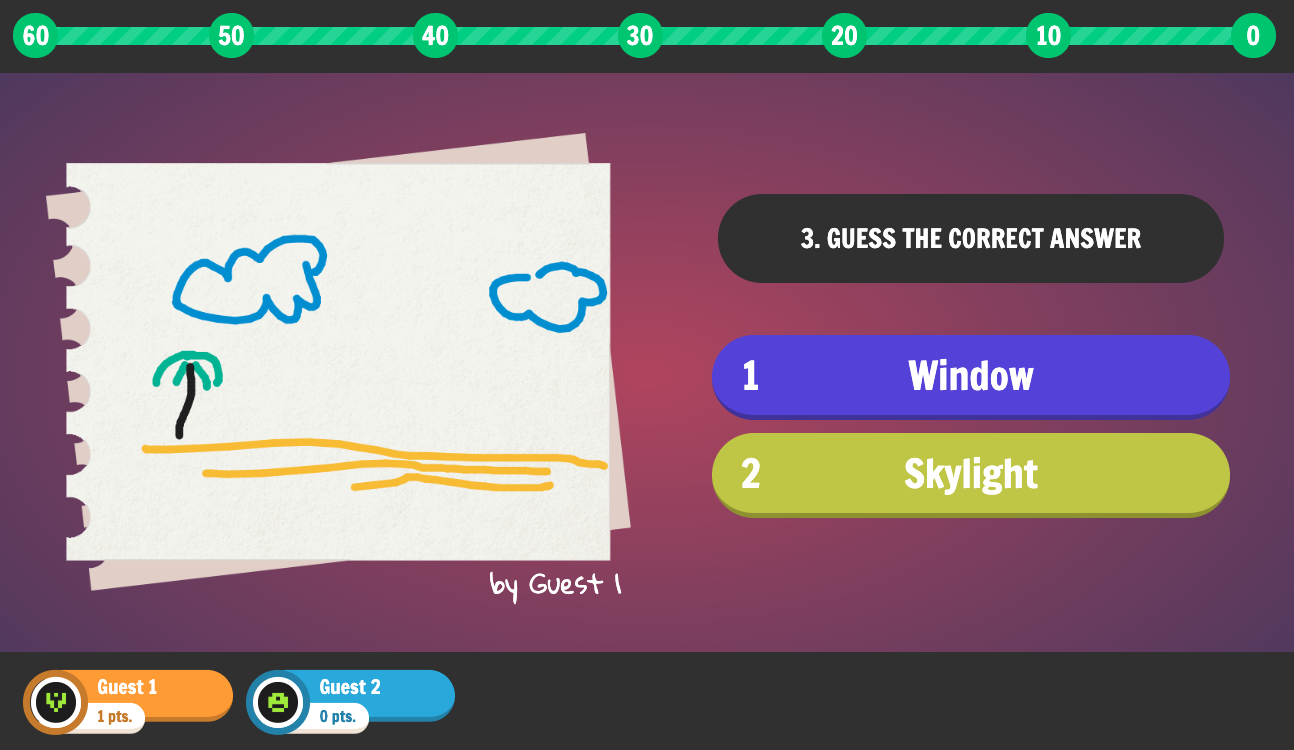 60 50 40 30 20 10 0
3. GUESS THE CORRECT ANSWER
1 Window
2 Skylight
by Guest 1
Guest 1
1 pts.
Guest 2
0 pts.